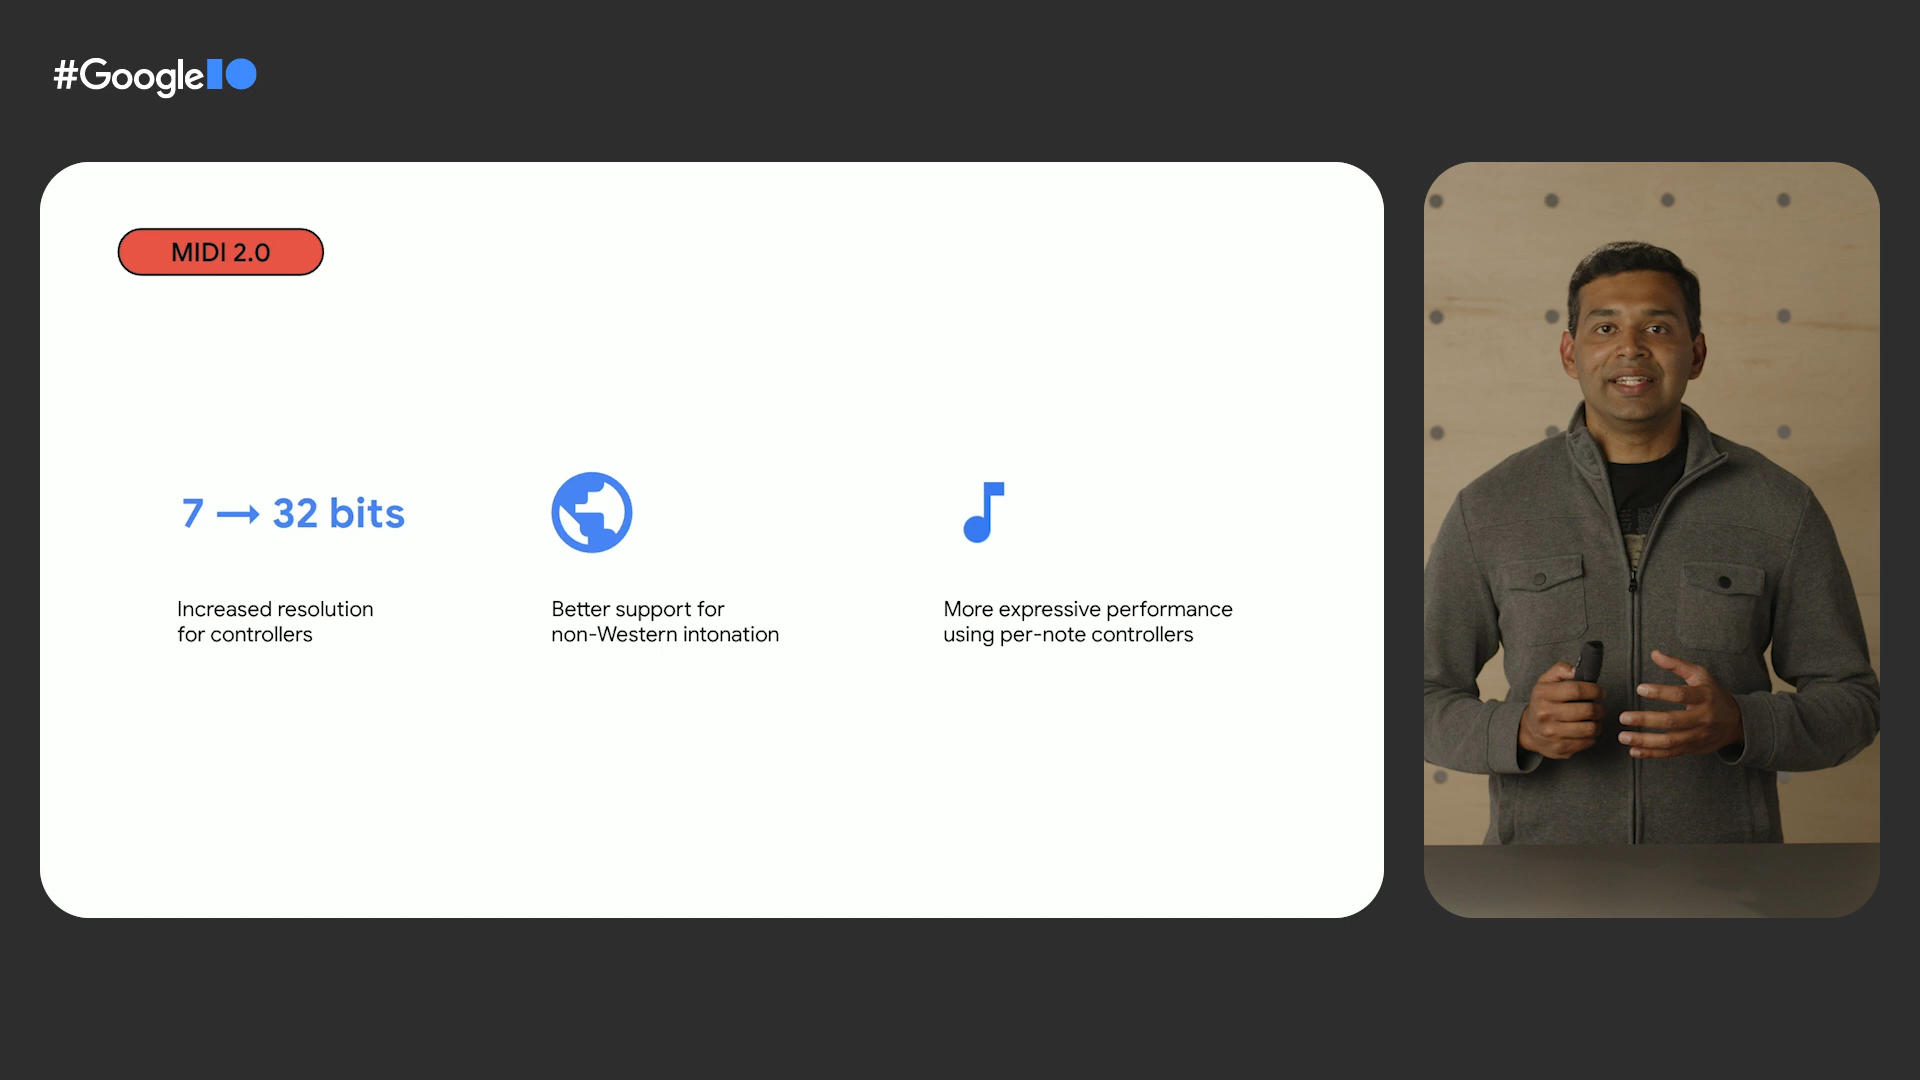 #GoogleIO
MIDI 2.0
7 → 32 bits
Increased resolution
for controllers
Better support for
non-Western intonation
More expressive performance
using per-note controllers